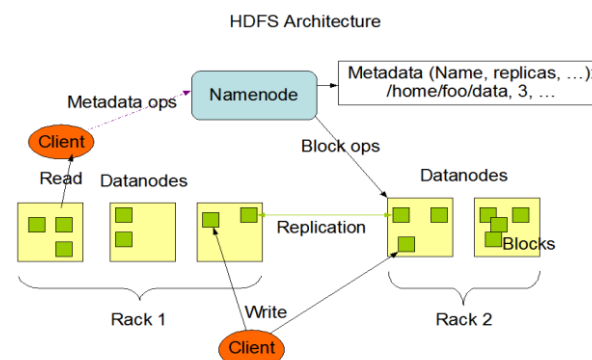 HDFS Architecture
Metadata (Name, replicas, …):
/home/foo/data, 3, …
Namenode
Metadata ops
Client
Block ops
Read
Datanodes
Datanodes
Replication
Blocks
Write
Rack 1
Rack 2
Client